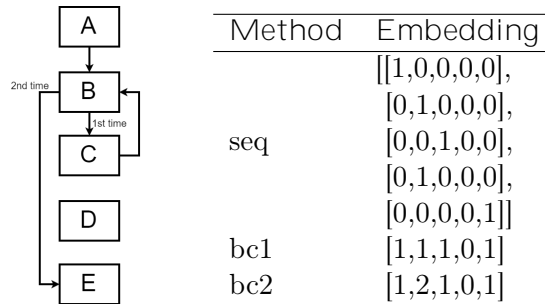 A
B
2nd time
1st time
C
D
E
Method Embedding
seq [[1,0,0,0,0],
[0,1,0,0,0],
[0,0,1,0,0],
[0,1,0,0,0],
[0,0,0,0,1]]
bc1 [1,1,1,0,1]
bc2 [1,2,1,0,1]